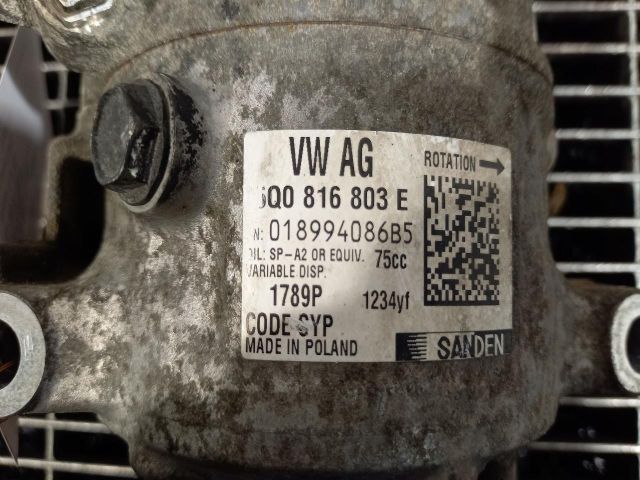 VW AG
ROTATION →
Q0 816 803 E
N: 018994086B5
OIL: SP-A2 OR EQUIV. 75cc
VARIABLE DISP.
1789P 1234yf
CODE SYP
MADE IN POLAND
SANDEN